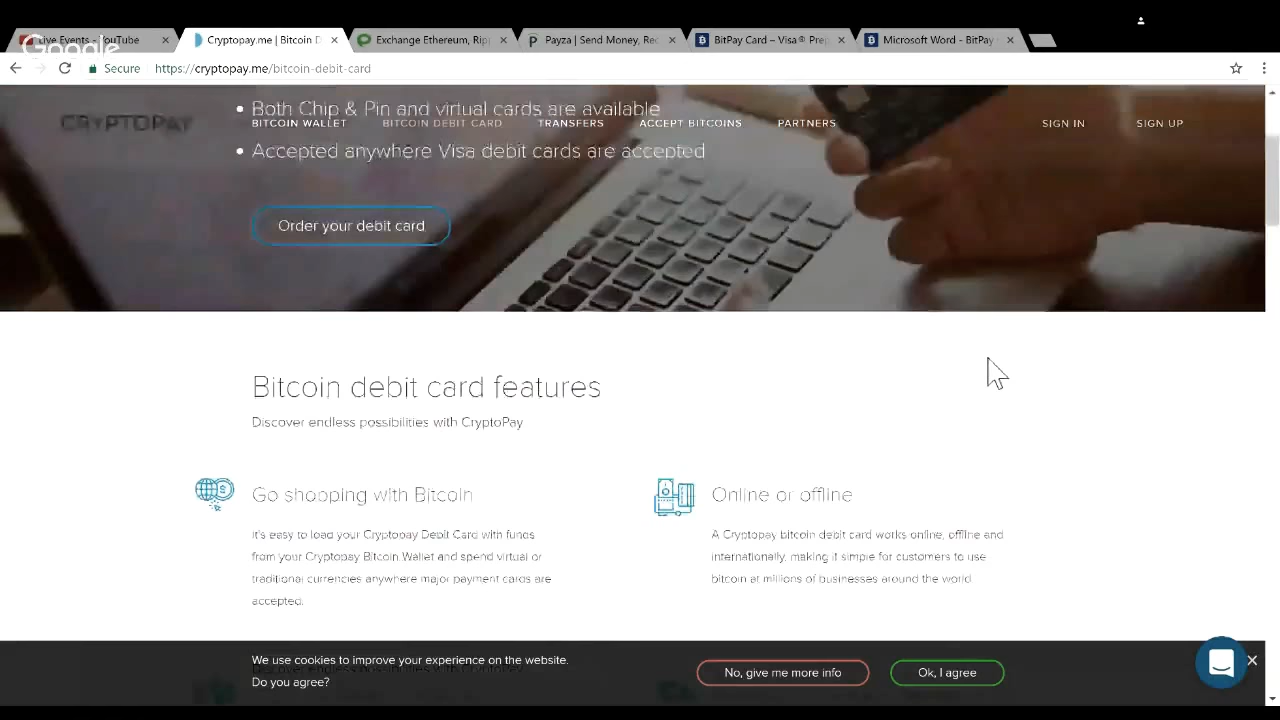 Live Events - YouTube
Cryptopay.me | Bitcoin D
Exchange Ethereum, Rip
Payza | Send Money, Rec
BitPay Card – Visa® Prep
Microsoft Word - BitPay
Google
Secure
https://cryptopay.me/bitcoin-debit-card
Both Chip & Pin and virtual cards are available
CRYPTOPAY
BITCOIN WALLET
BITCOIN DEBIT CARD
TRANSFERS
ACCEPT BITCOINS
PARTNERS
SIGN IN
SIGN UP
Accepted anywhere Visa debit cards are accepted
Order your debit card
Bitcoin debit card features
Discover endless possibilities with CryptoPay
Go shopping with Bitcoin
It's easy to load your Cryptopay Debit Card with funds
from your Cryptopay Bitcoin Wallet and spend virtual or
traditional currencies anywhere major payment cards are
accepted.
Online or offline
A Cryptopay bitcoin debit card works online, offline and
internationally, making it simple for customers to use
bitcoin at millions of businesses around the world.
We use cookies to improve your experience on the website.
Do you agree?
No, give me more info
Ok, I agree